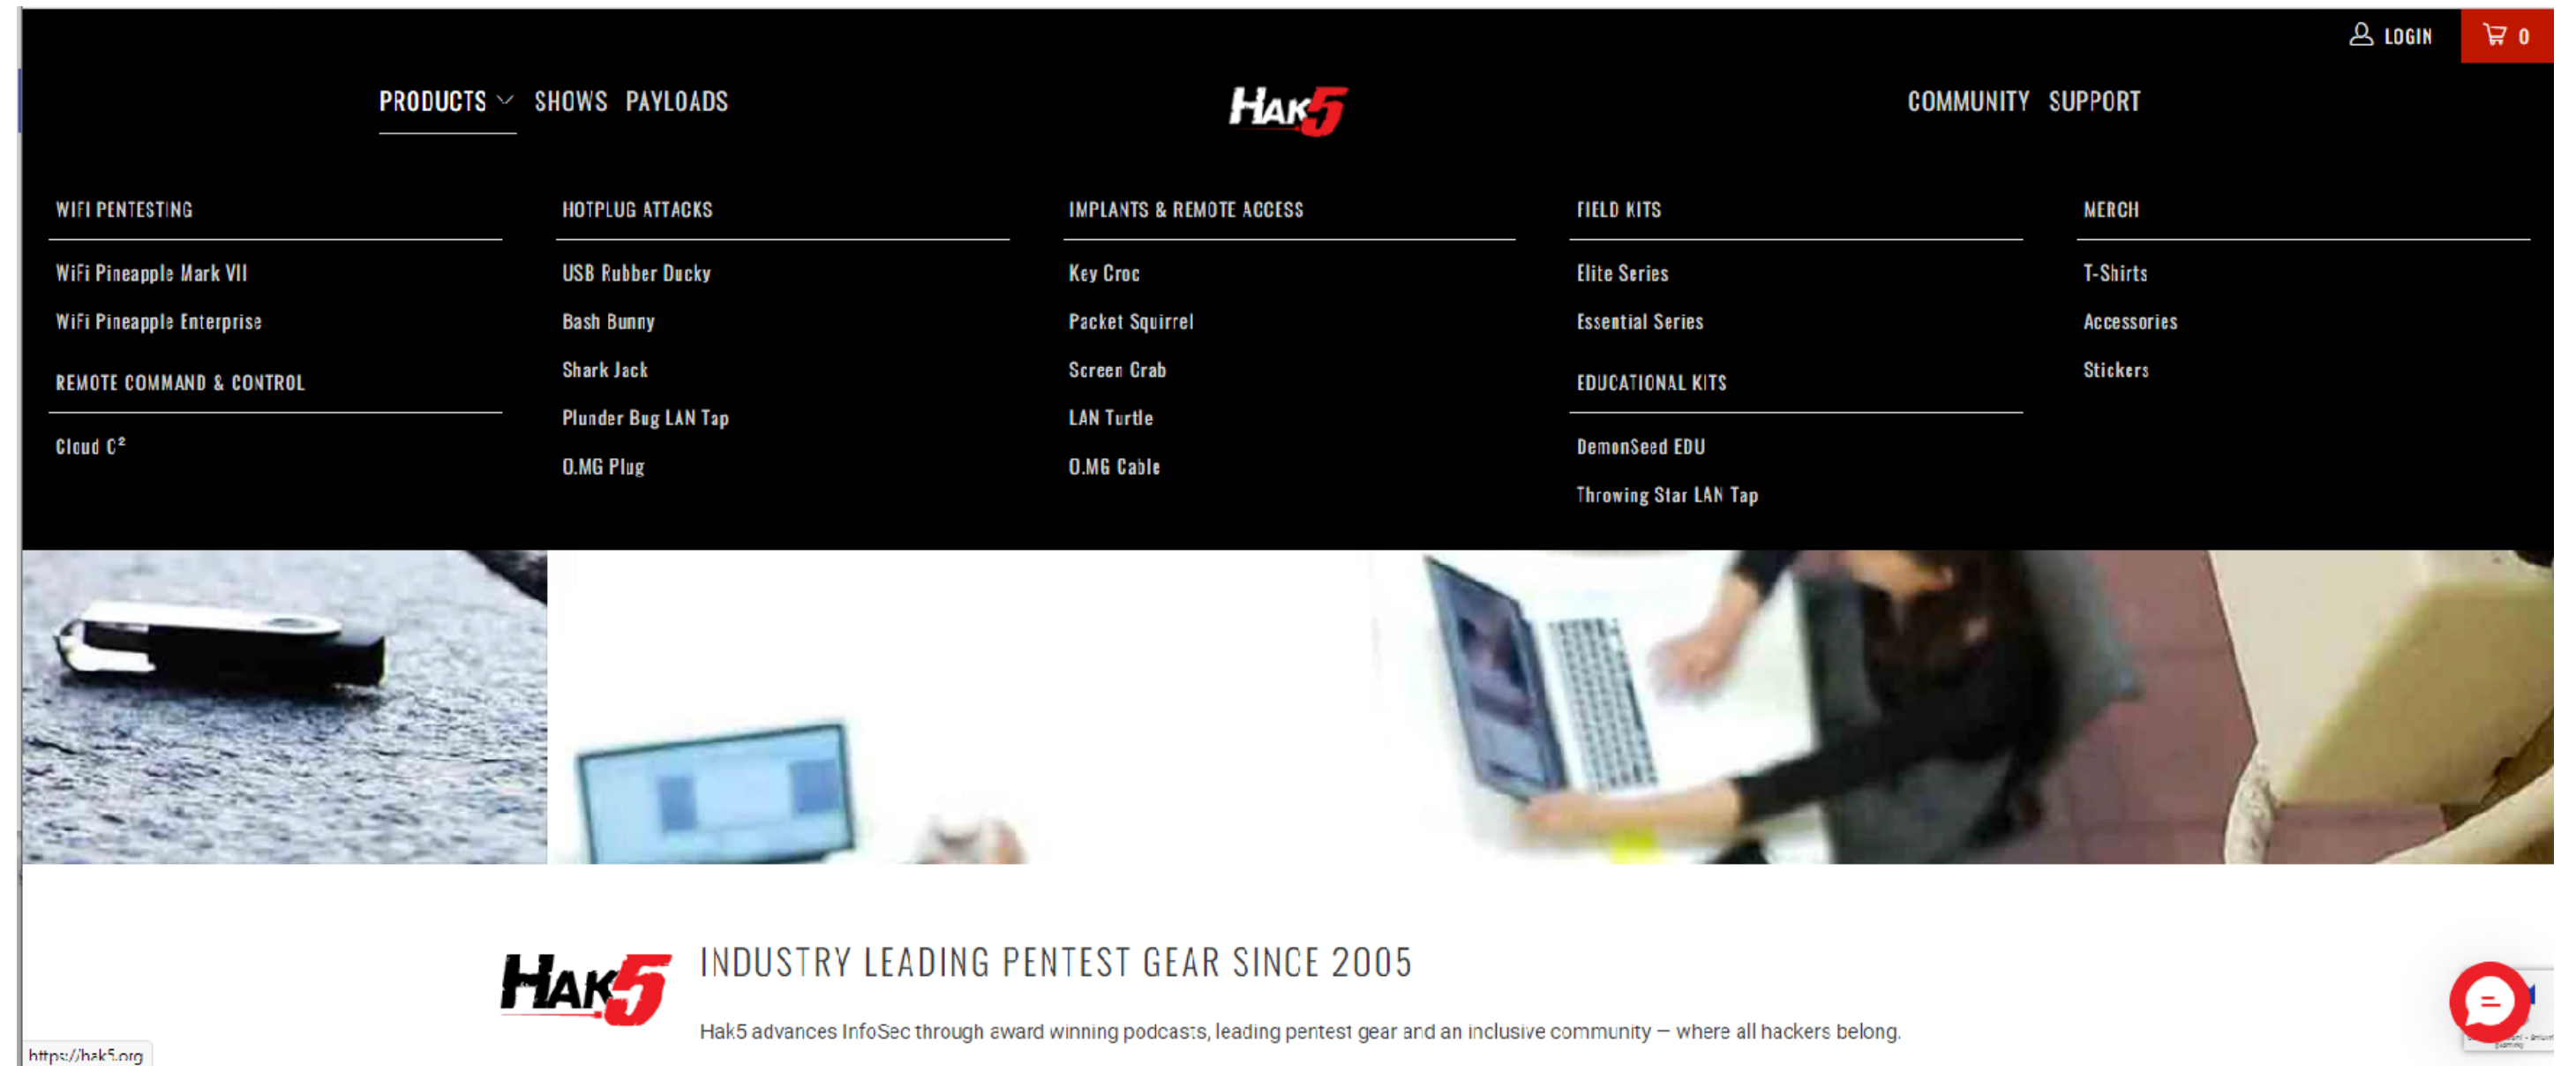 LOGIN
0
PRODUCTS
SHOWS
PAYLOADS
HAK5
COMMUNITY
SUPPORT
WIFI PENTESTING
WiFi Pineapple Mark VII
WiFi Pineapple Enterprise
REMOTE COMMAND & CONTROL
Cloud C²
HOTPLUG ATTACKS
USB Rubber Ducky
Bash Bunny
Shark Jack
Plunder Bug LAN Tap
O.MG Plug
IMPLANTS & REMOTE ACCESS
Key Croc
Packet Squirrel
Screen Crab
LAN Turtle
O.MG Cable
FIELD KITS
Elite Series
Essential Series
EDUCATIONAL KITS
DemonSeed EDU
Throwing Star LAN Tap
MERCH
T-Shirts
Accessories
Stickers
HAK5
INDUSTRY LEADING PENTEST GEAR SINCE 2005
Hak5 advances InfoSec through award winning podcasts, leading pentest gear and an inclusive community – where all hackers belong.
https://hak5.org